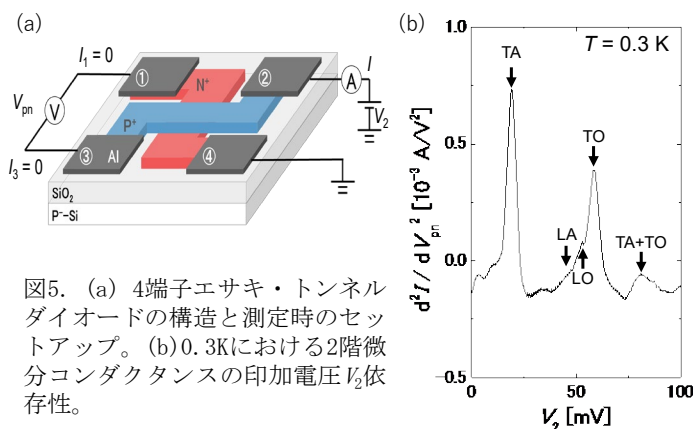 (a)
I₁ = 0
①
N⁺
②
I
A
V₂
Vpn
V
P⁺
③
Al
④
I₃=0
SiO₂
P⁻-Si
図5. (a) 4端子エサキ・トンネル
ダイオードの構造と測定時のセッ
トアップ。(b)0.3Kにおける2階微
分コンダクタンスの印加電圧V₂依
存性。
(b)
1.0
TA
T = 0.3 K
TO
0.5
LA
TA+TO
0.0
LO
-0.5
0
50
100
d²I / dVpn² [10⁻³ A/V²]
V₂ [mV]